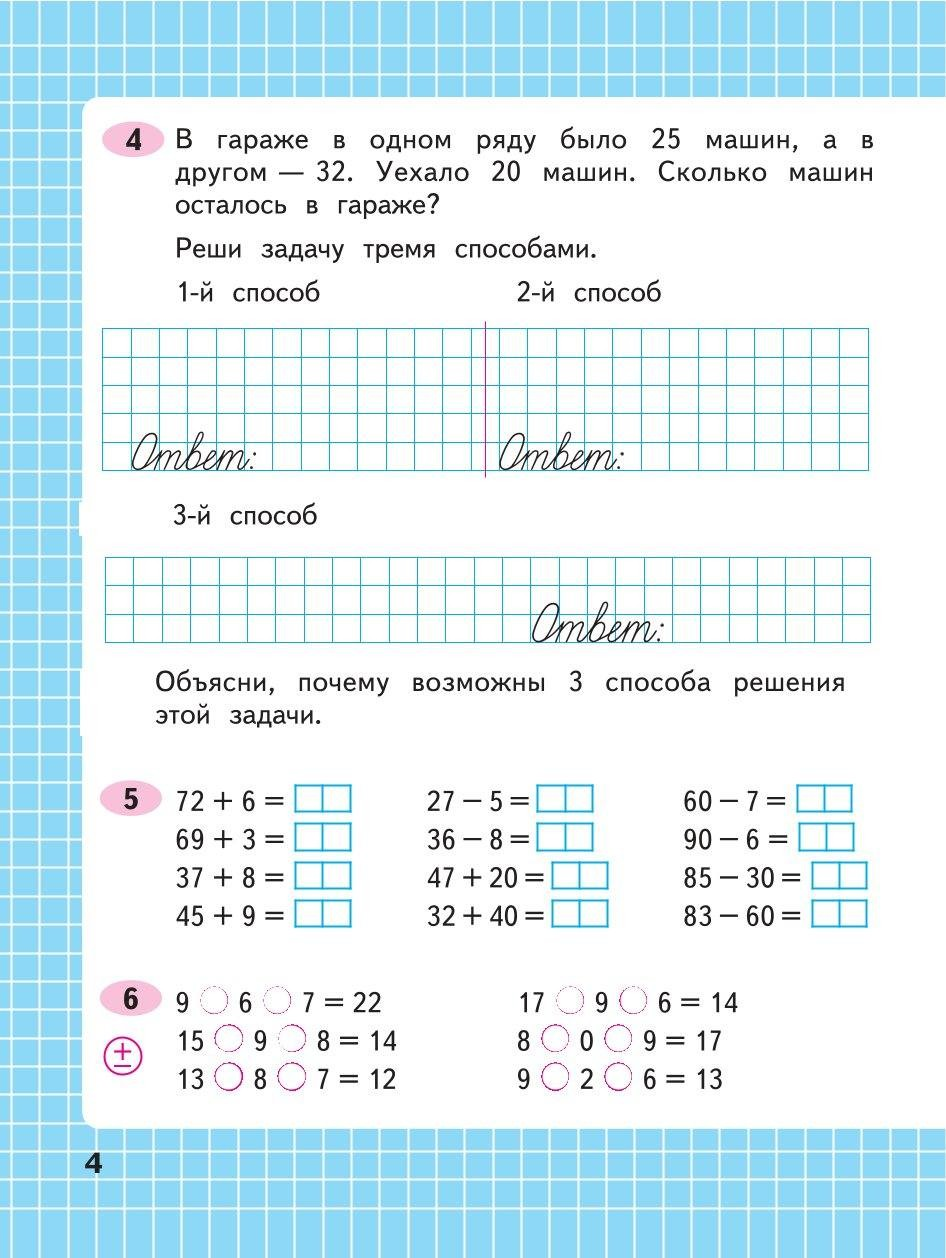 4 В гараже в одном ряду было 25 машин, а в
другом — 32. Уехало 20 машин. Сколько машин
осталось в гараже?
Реши задачу тремя способами.
1-й способ 2-й способ
Ответ: Ответ:
3-й способ
Ответ:
Объясни, почему возможны 3 способа решения
этой задачи.
5 72 + 6 = 27 − 5 = 60 − 7 =
69 + 3 = 36 − 8 = 90 − 6 =
37 + 8 = 47 + 20 = 85 − 30 =
45 + 9 = 32 + 40 = 83 − 60 =
6 9 ○ 6 ○ 7 = 22 17 ○ 9 ○ 6 = 14
± 15 ○ 9 ○ 8 = 14 8 ○ 0 ○ 9 = 17
13 ○ 8 ○ 7 = 12 9 ○ 2 ○ 6 = 13
4